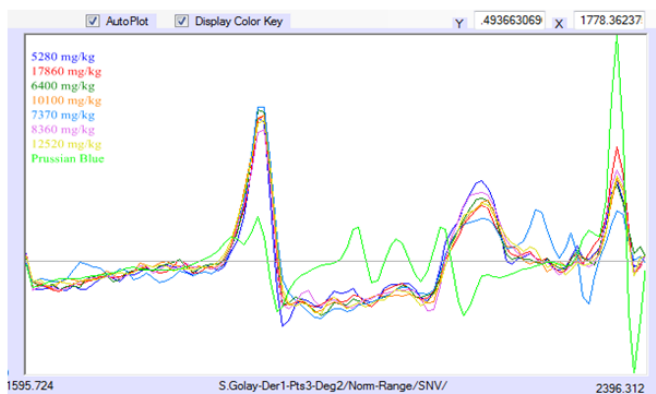 AutoPlot Display Color Key Y .493663069 X 1778.36237
5280 mg/kg
17860 mg/kg
6400 mg/kg
10100 mg/kg
7370 mg/kg
8360 mg/kg
12520 mg/kg
Prussian Blue
1595.724 S.Golay-Der1-Pts3-Deg2/Norm-Range/SNV/ 2396.312